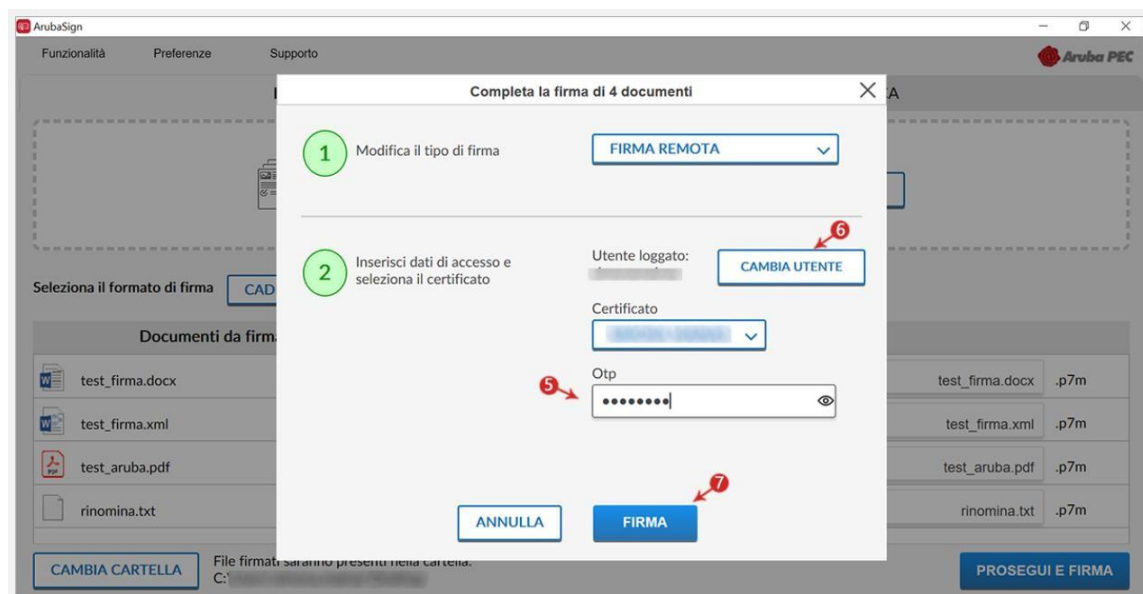 ArubaSign
Funzionalità Preferenze Supporto
Aruba PEC
Completa la firma di 4 documenti
1 Modifica il tipo di firma FIRMA REMOTA
6
2 Inserisci dati di accesso e seleziona il certificato
Utente loggato:
CAMBIA UTENTE
Certificato
Otp
5
7
ANNULLA FIRMA
Seleziona il formato di firma CAD
Documenti da firma
test_firma.docx test_firma.docx .p7m
test_firma.xml test_firma.xml .p7m
test_aruba.pdf test_aruba.pdf .p7m
rinomina.txt rinomina.txt .p7m
CAMBIA CARTELLA
File firmati saranno presenti nella cartella:
C:\
PROSEGUI E FIRMA